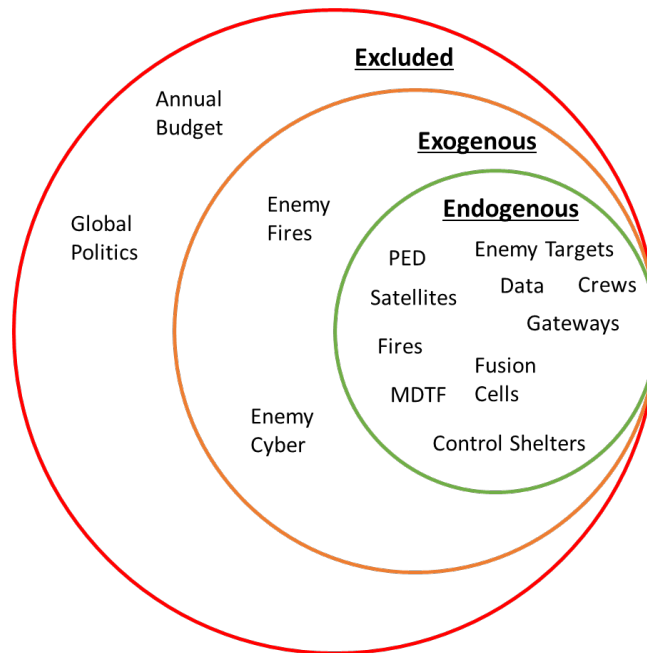 Excluded
Annual
Budget
Exogenous
Enemy
Fires
Global
Politics
Endogenous
Enemy Targets
PED
Data
Crews
Satellites
Gateways
Fires
Fusion
Cells
MDTF
Enemy
Cyber
Control Shelters